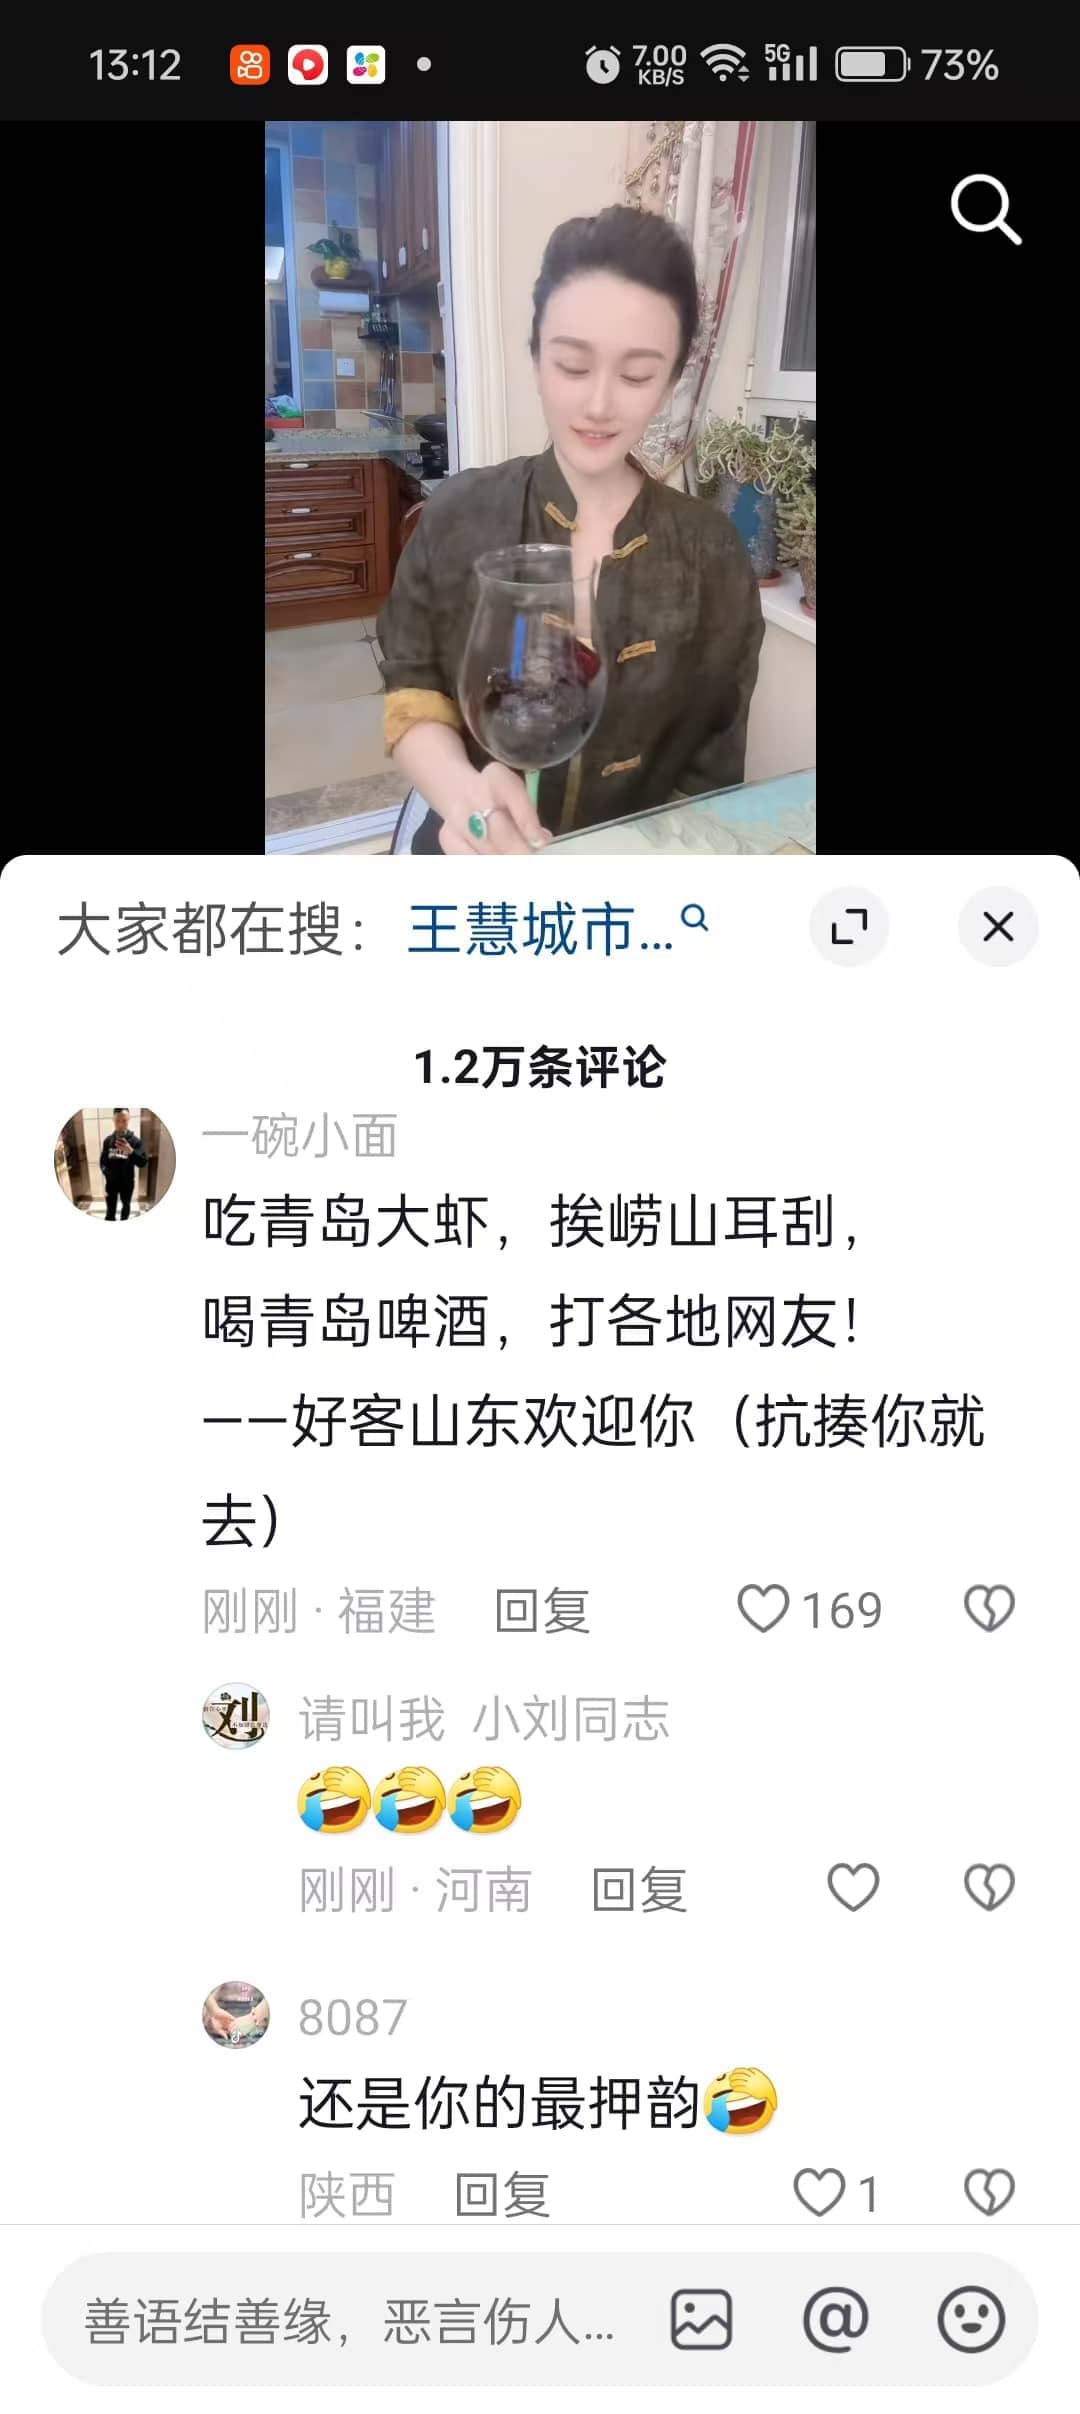 13:12
7.00
KB/S
5G
73%
大家都在搜： 王慧城市...
1.2万条评论
一碗小面
吃青岛大虾，挨崂山耳刮，
喝青岛啤酒，打各地网友！
——好客山东欢迎你（抗揍你就
去）
刚刚 · 福建 回复 169
刘
请叫我 小刘同志
🤣🤣🤣
刚刚 · 河南 回复
8087
还是你的最押韵🤣
陕西 回复 1
善语结善缘，恶言伤人...
@